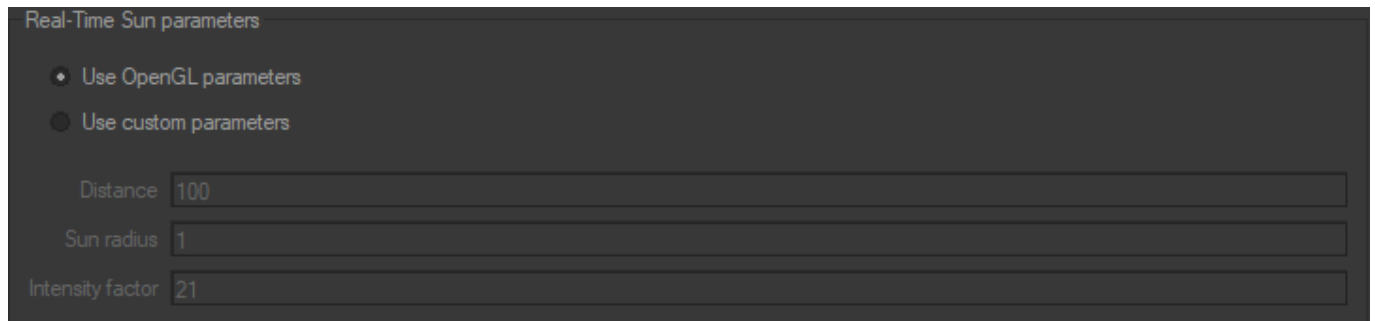 Real-Time Sun parameters
Use OpenGL parameters
Use custom parameters
Distance 100
Sun radius 1
Intensity factor 21